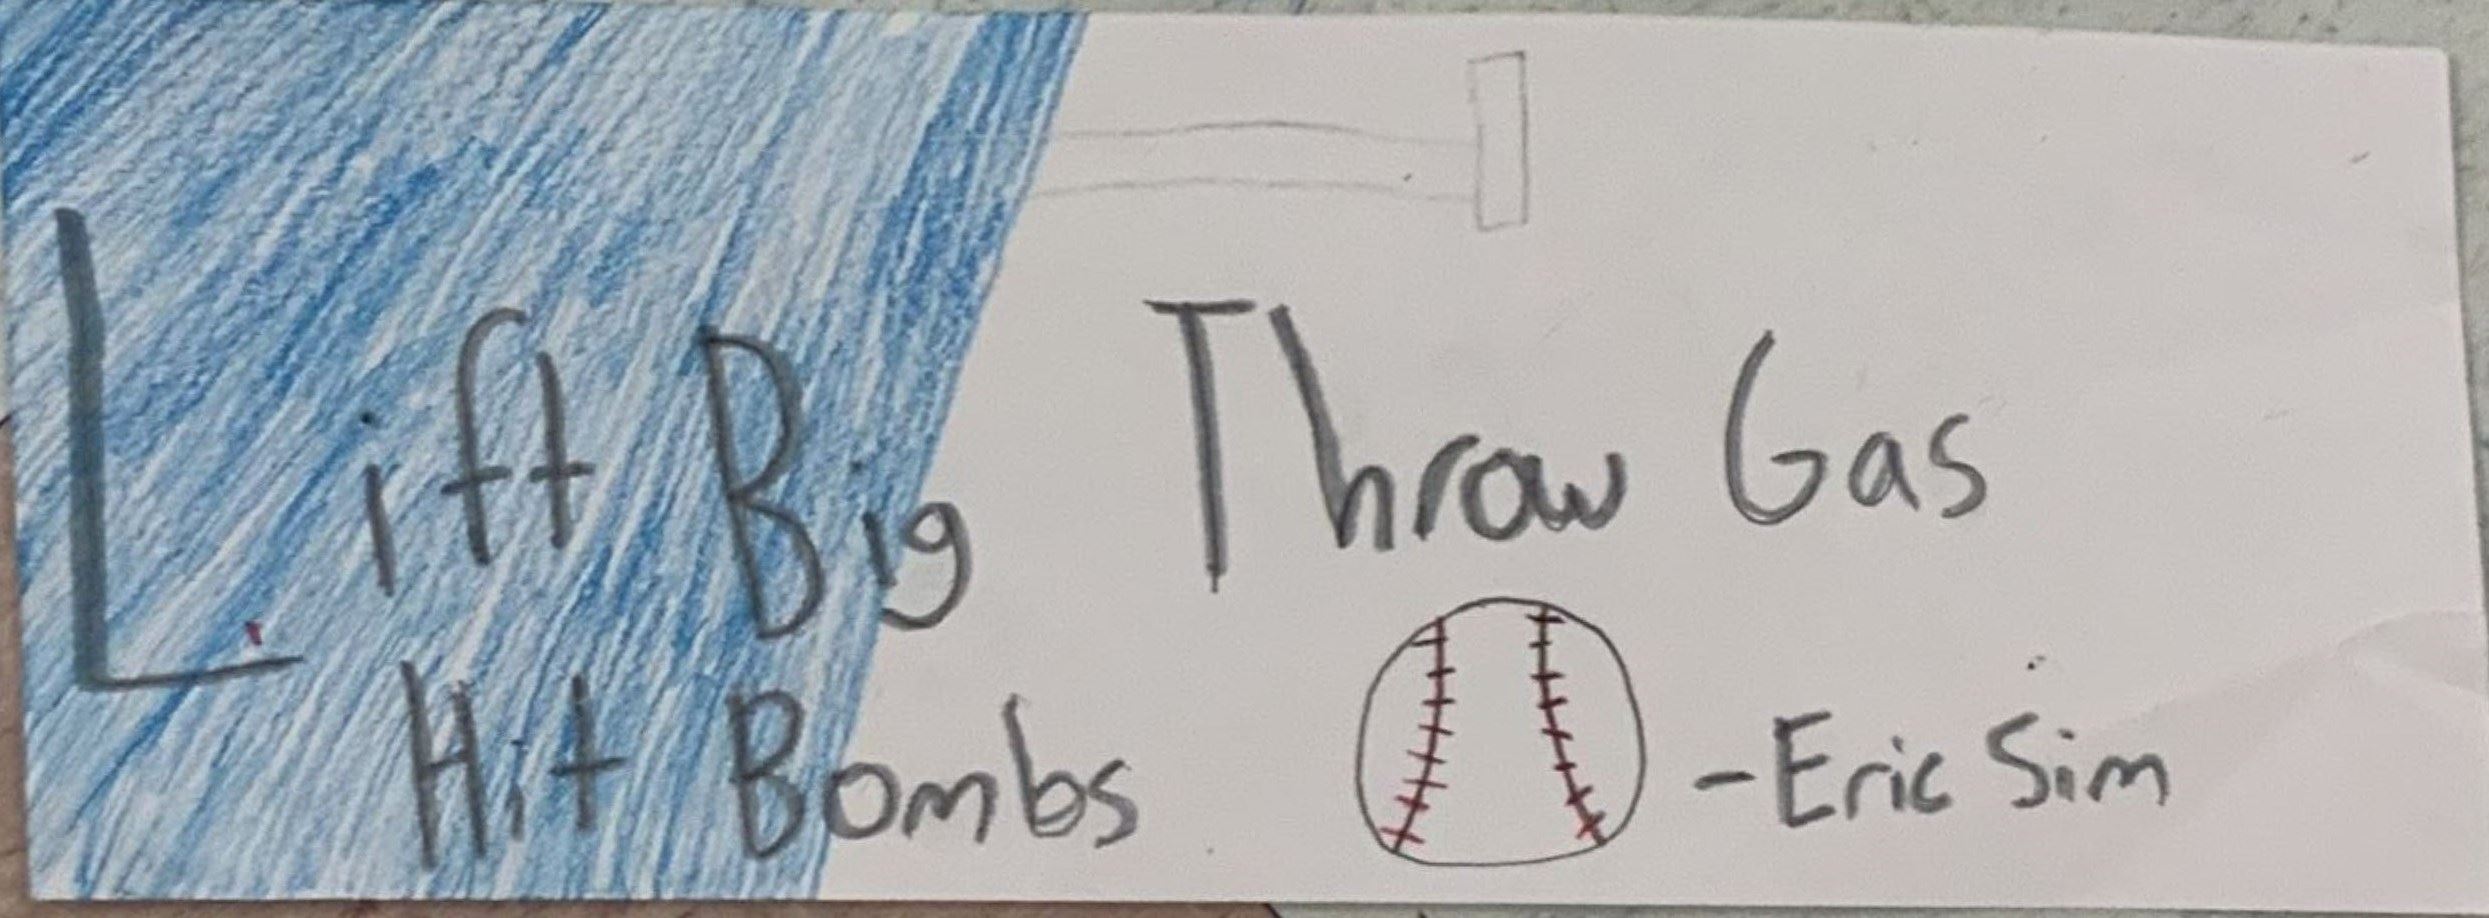 Lift Big Throw Gas
Hit Bombs -Eric Sim